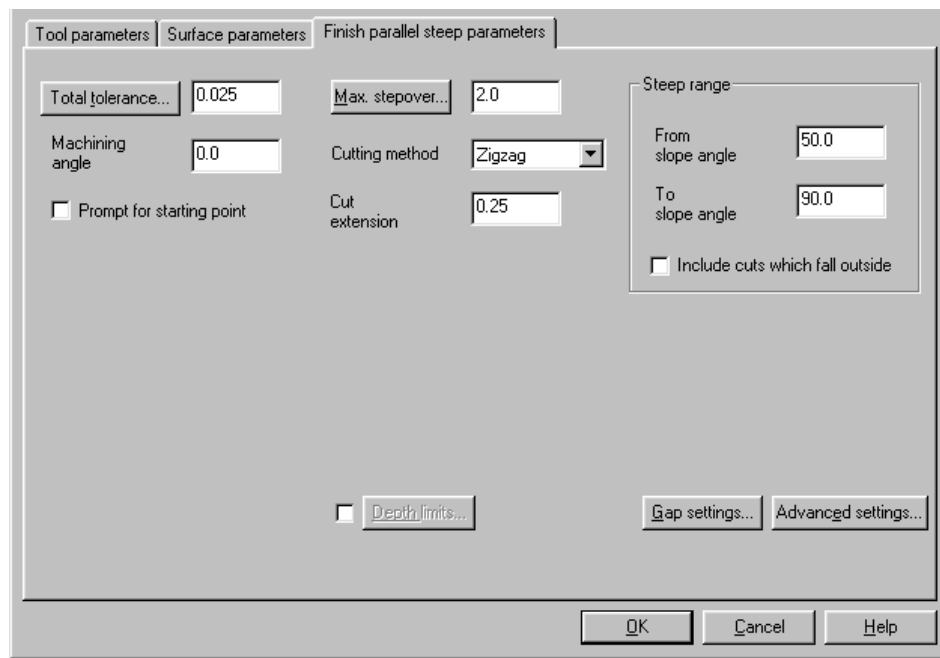 Tool parameters Surface parameters Finish parallel steep parameters
Total tolerance... 0.025
Machining
angle
0.0
Prompt for starting point
Max. stepover... 2.0
Cutting method Zigzag
Cut
extension
0.25
Steep range
From
slope angle
50.0
To
slope angle
90.0
Include cuts which fall outside
Depth limits...
Gap settings... Advanced settings...
OK Cancel Help